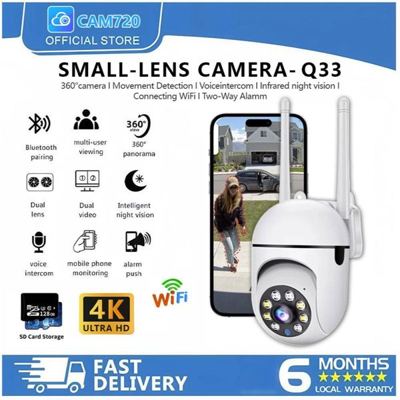 CAM720
OFFICIAL STORE
SMALL-LENS CAMERA- Q33
360°camera I Movement Detection I Voiceintercom I Infrared night vision I
Connecting WiFi I Two-Way Alamm
Bluetooth
pairing
multi-user
viewing
360°
360°
panorama
Dual
lens
Dual
video
Intelligent
night vision
voice
intercom
mobile phone
monitoring
alarm
push
128GB
SD Card Storage
4K
ULTRA HD
WiFi
FAST
DELIVERY
6 MONTHS
LOCAL WARRANTY